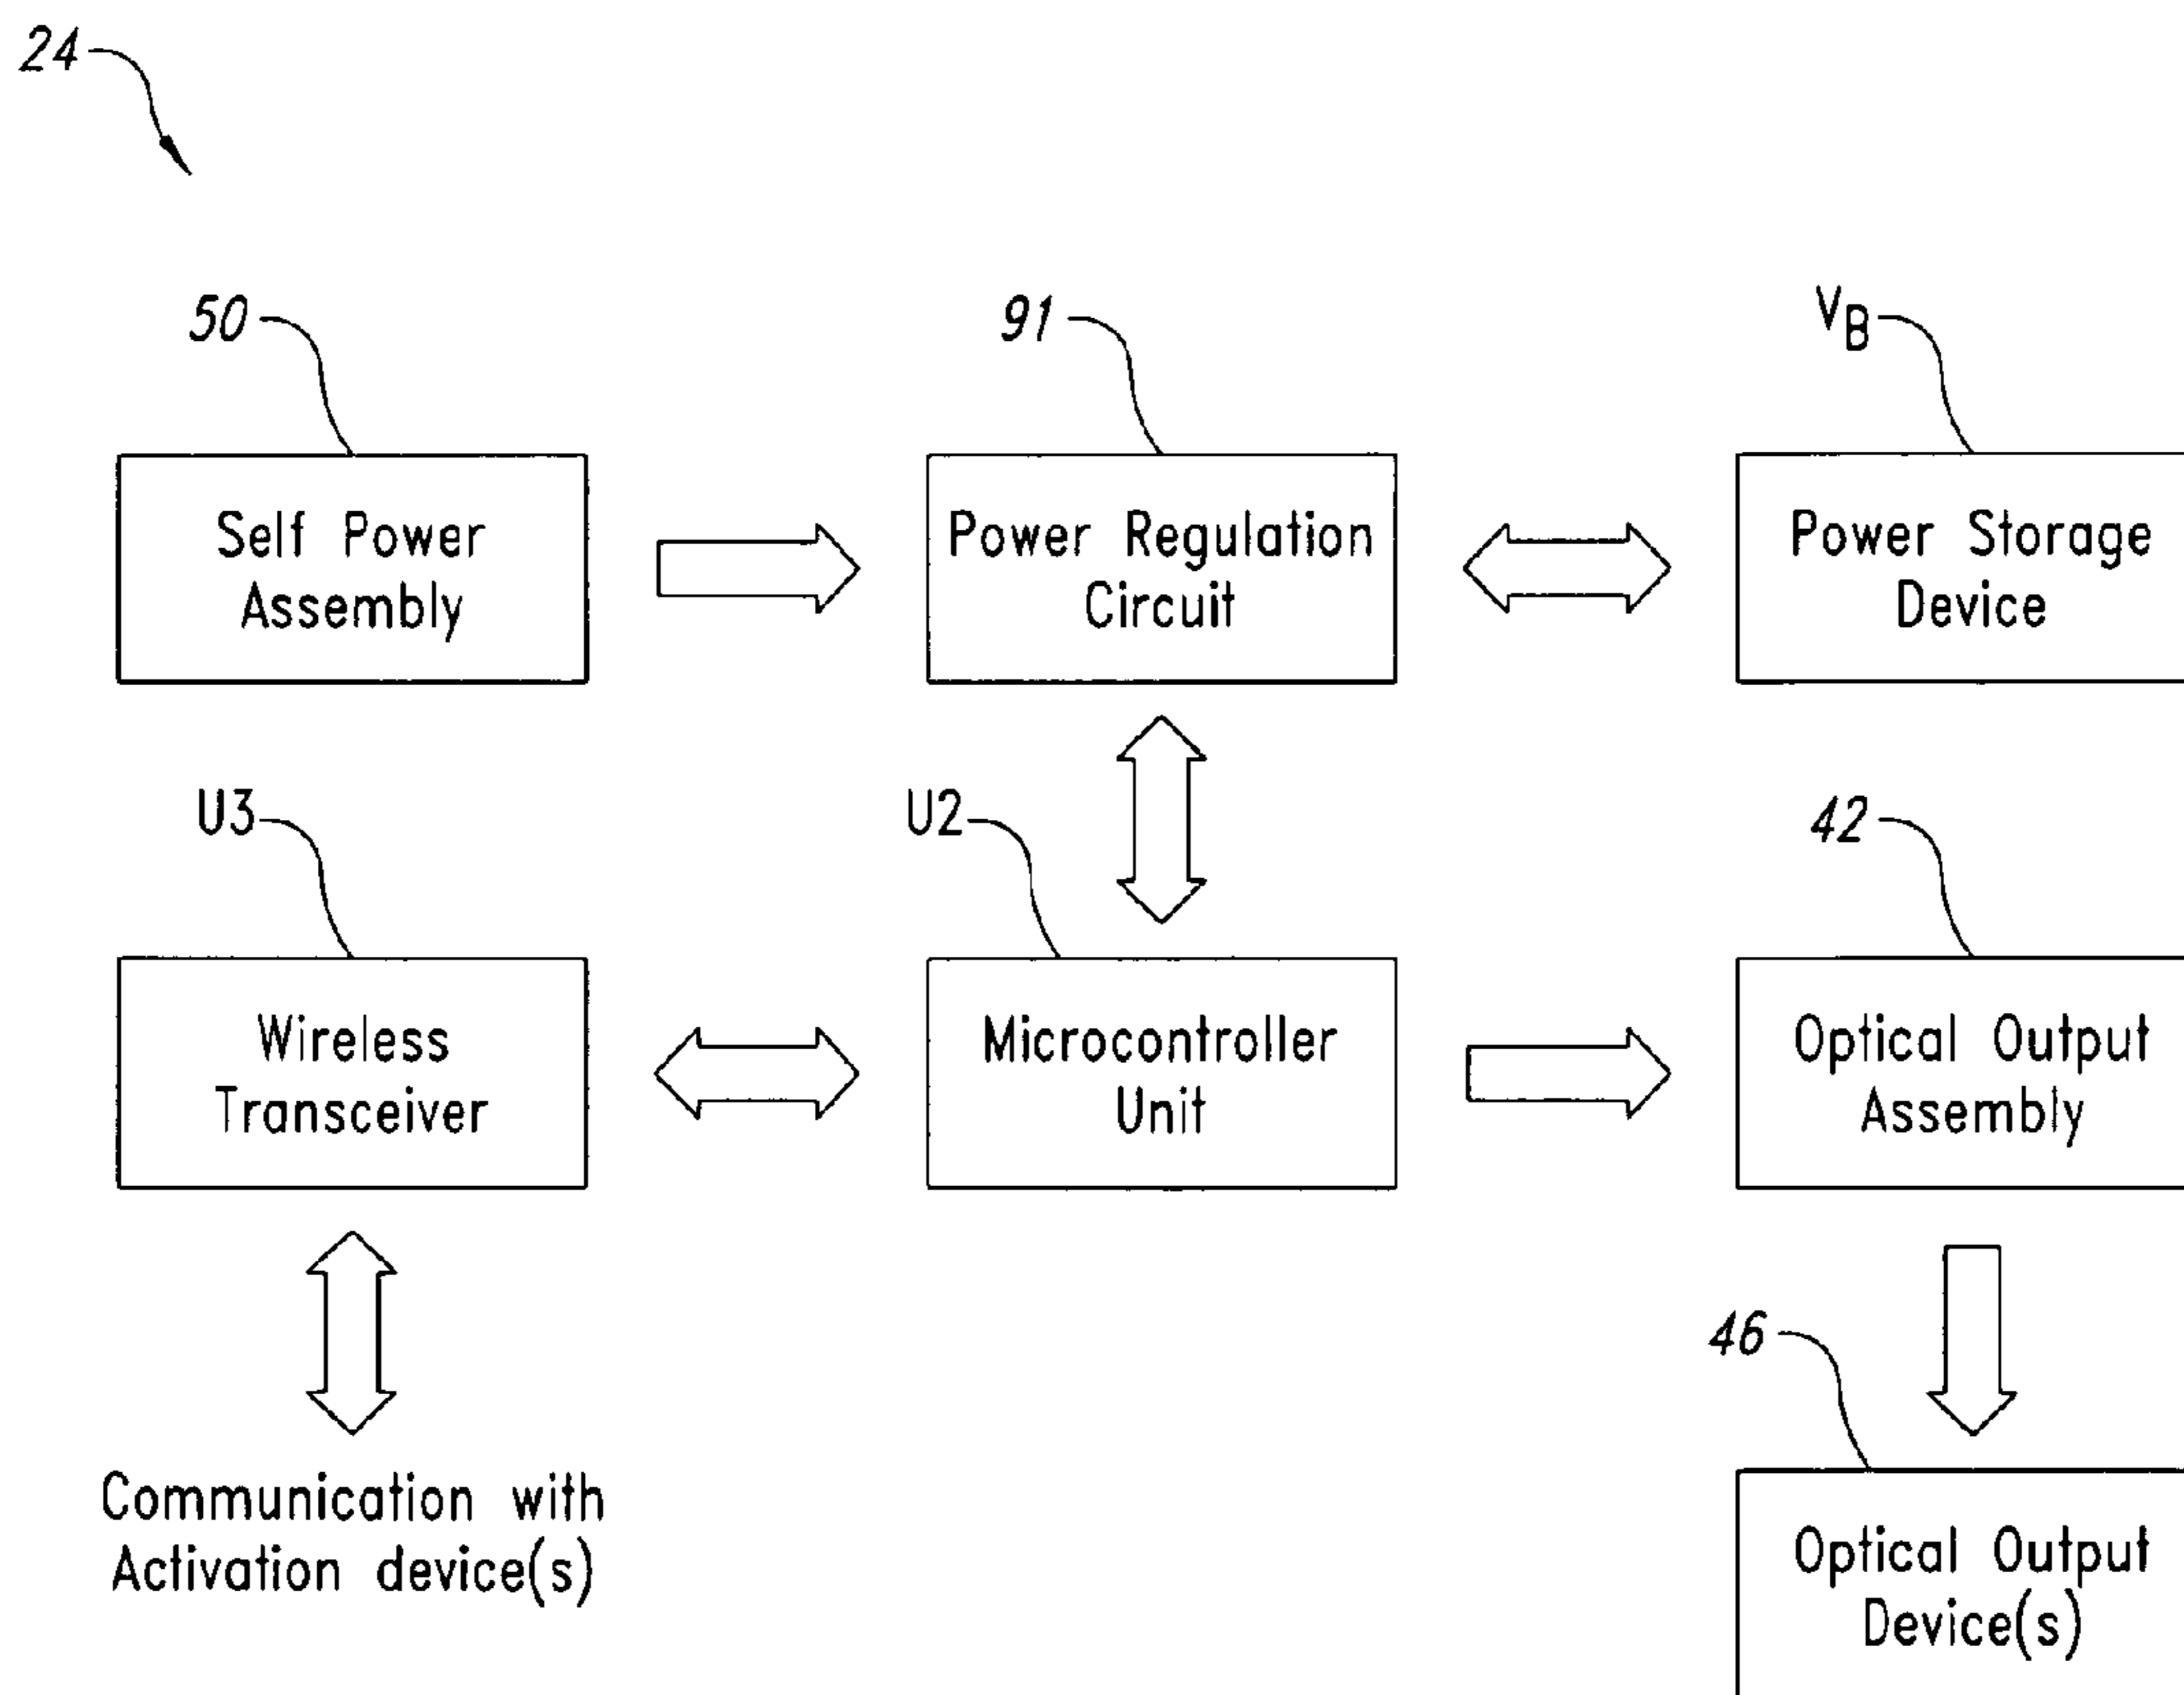 24
50
91
VB
Self Power
Assembly
Power Regulation
Circuit
Power Storage
Device
U3
U2
42
Wireless
Transceiver
Microcontroller
Unit
Optical Output
Assembly
46
Communication with
Activation device(s)
Optical Output
Device(s)